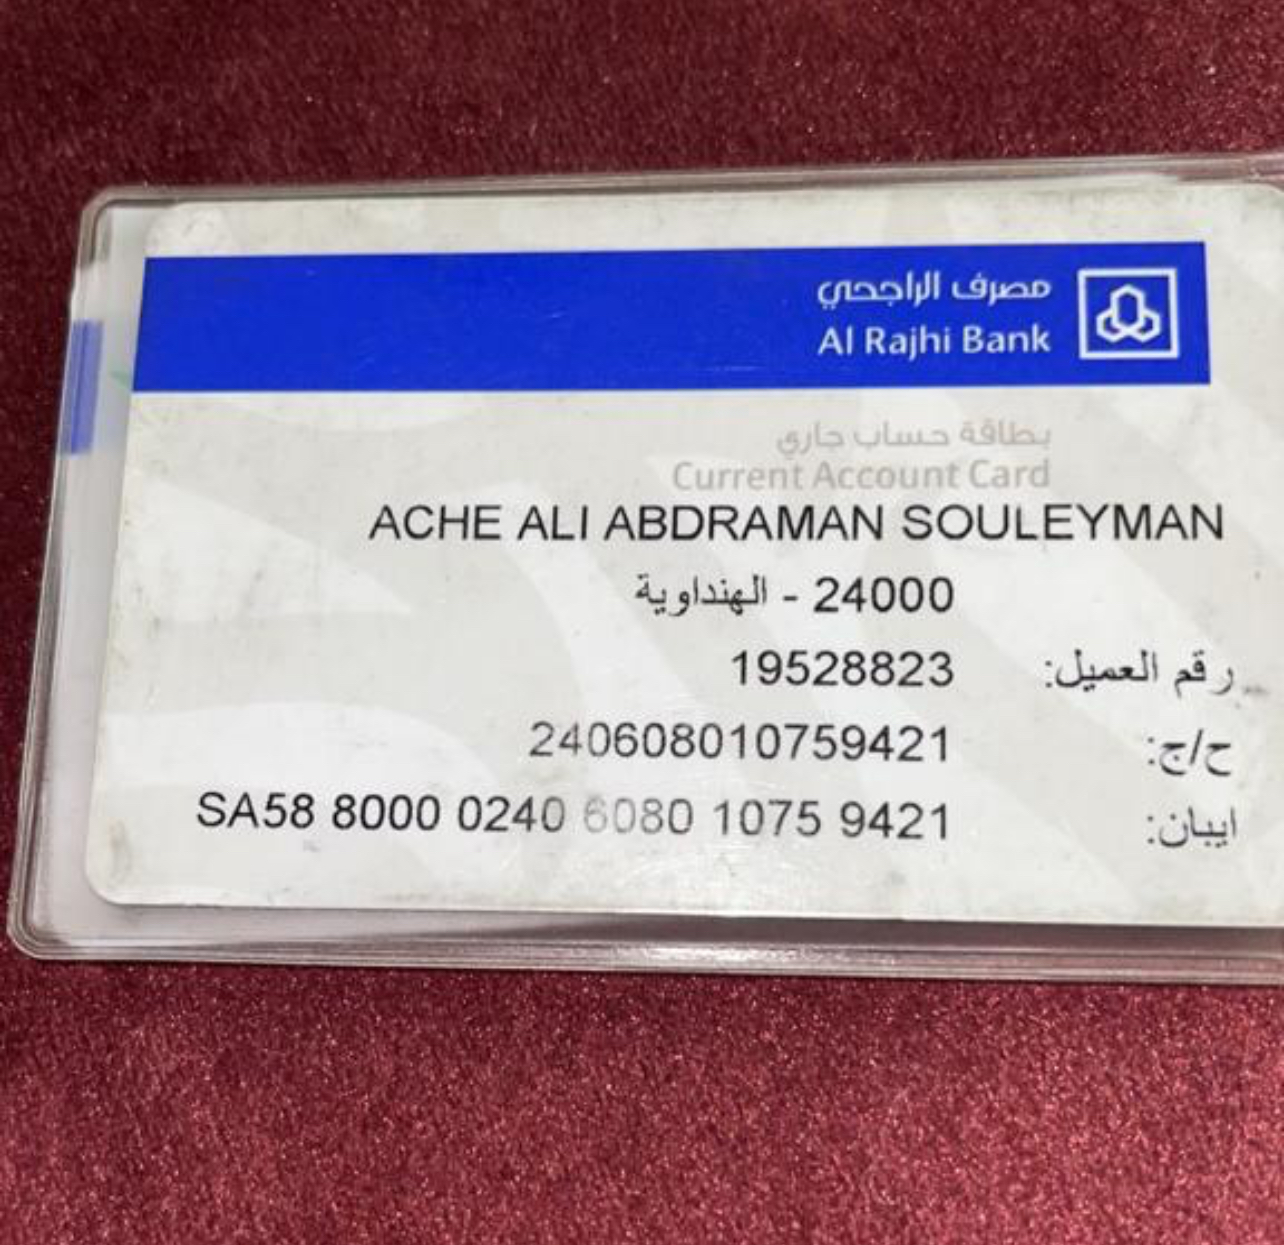 مصرف الراجحي
Al Rajhi Bank
بطاقة حساب جاري
Current Account Card
ACHE ALI ABDRAMAN SOULEYMAN
24000 - الهنداوية
رقم العميل: 19528823
ح/ج: 240608010759421
ايبان: SA58 8000 0240 6080 1075 9421